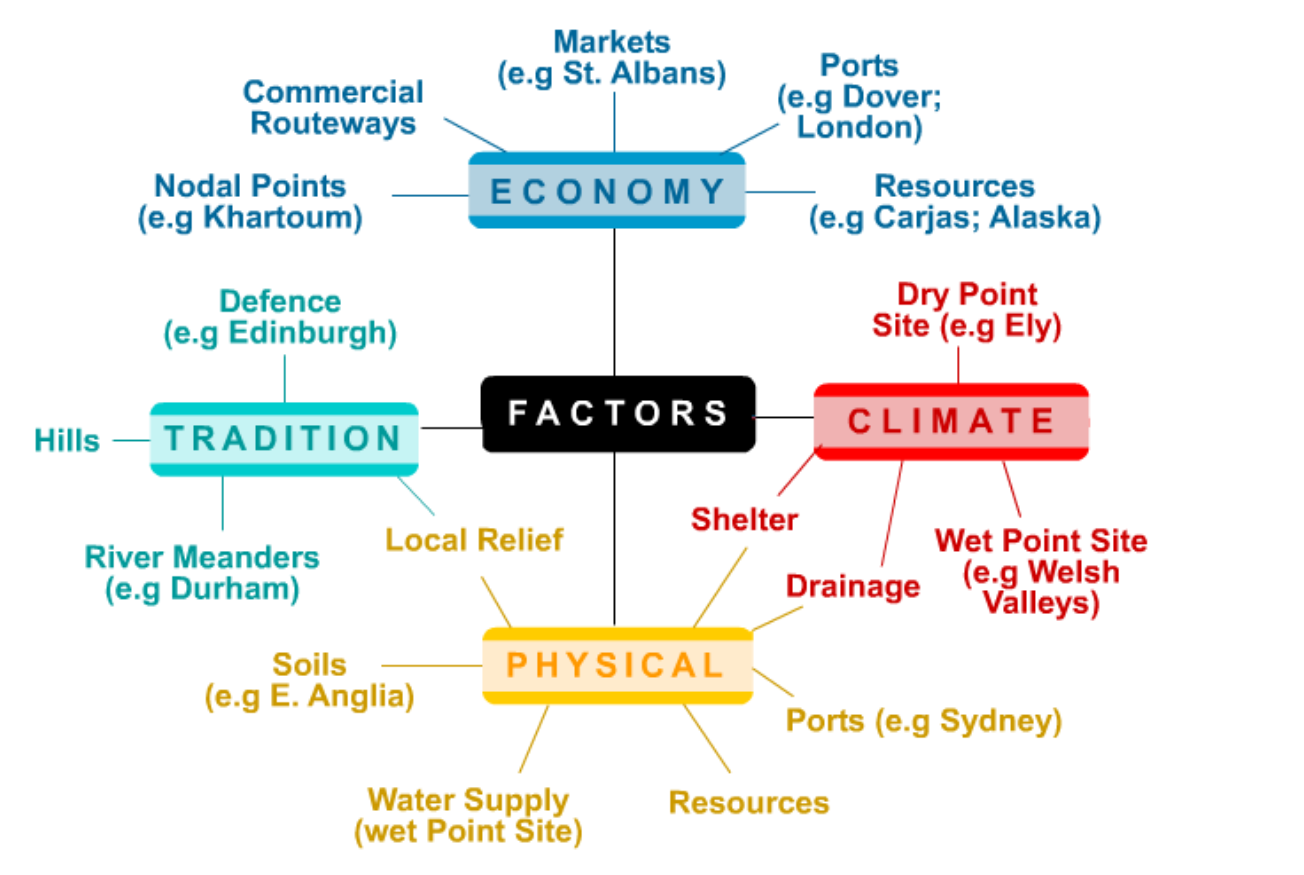 Markets
(e.g St. Albans)
Ports
(e.g Dover;
London)
Commercial
Routeways
ECONOMY
Nodal Points
(e.g Khartoum)
Resources
(e.g Carjas; Alaska)
Defence
(e.g Edinburgh)
Dry Point
Site (e.g Ely)
FACTORS
CLIMATE
Hills
TRADITION
Shelter
Local Relief
Wet Point Site
(e.g Welsh
Valleys)
River Meanders
(e.g Durham)
Drainage
PHYSICAL
Soils
(e.g E. Anglia)
Ports (e.g Sydney)
Water Supply
(wet Point Site)
Resources